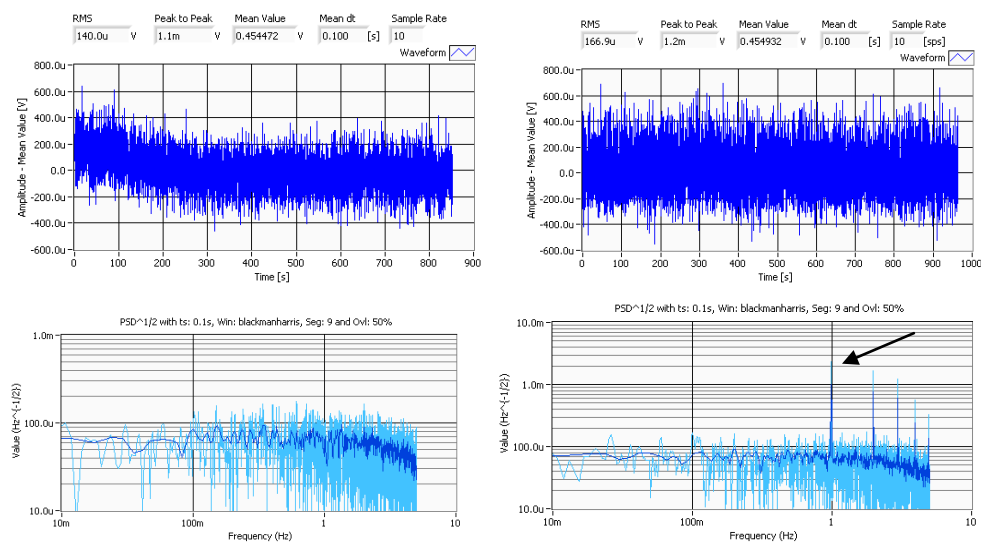 RMS Peak to Peak Mean Value Mean dt Sample Rate
140.0u V 1.1m V 0.454472 V 0.100 [s] 10
Waveform
800.0u
600.0u
400.0u
200.0u
0.0
-200.0u
-400.0u
-600.0u
Amplitude - Mean Value [V]
0 100 200 300 400 500 600 700 800 900
Time [s]
RMS Peak to Peak Mean Value Mean dt Sample Rate
166.9u V 1.2m V 0.454932 V 0.100 [s] 10 [sps]
Waveform
800.0u
600.0u
400.0u
200.0u
0.0
-200.0u
-400.0u
-600.0u
Amplitude - Mean Value [V]
0 100 200 300 400 500 600 700 800 900 1000
Time [s]
PSD^1/2 with ts: 0.1s, Win: blackmanharris, Seg: 9 and Ovl: 50%
1.0m
100.0u
10.0u
Value (Hz^{-1/2})
10m 100m 1 10
Frequency (Hz)
PSD^1/2 with ts: 0.1s, Win: blackmanharris, Seg: 9 and Ovl: 50%
10.0m
1.0m
100.0u
10.0u
Value (Hz^{-1/2})
10m 100m 1 10
Frequency (Hz)